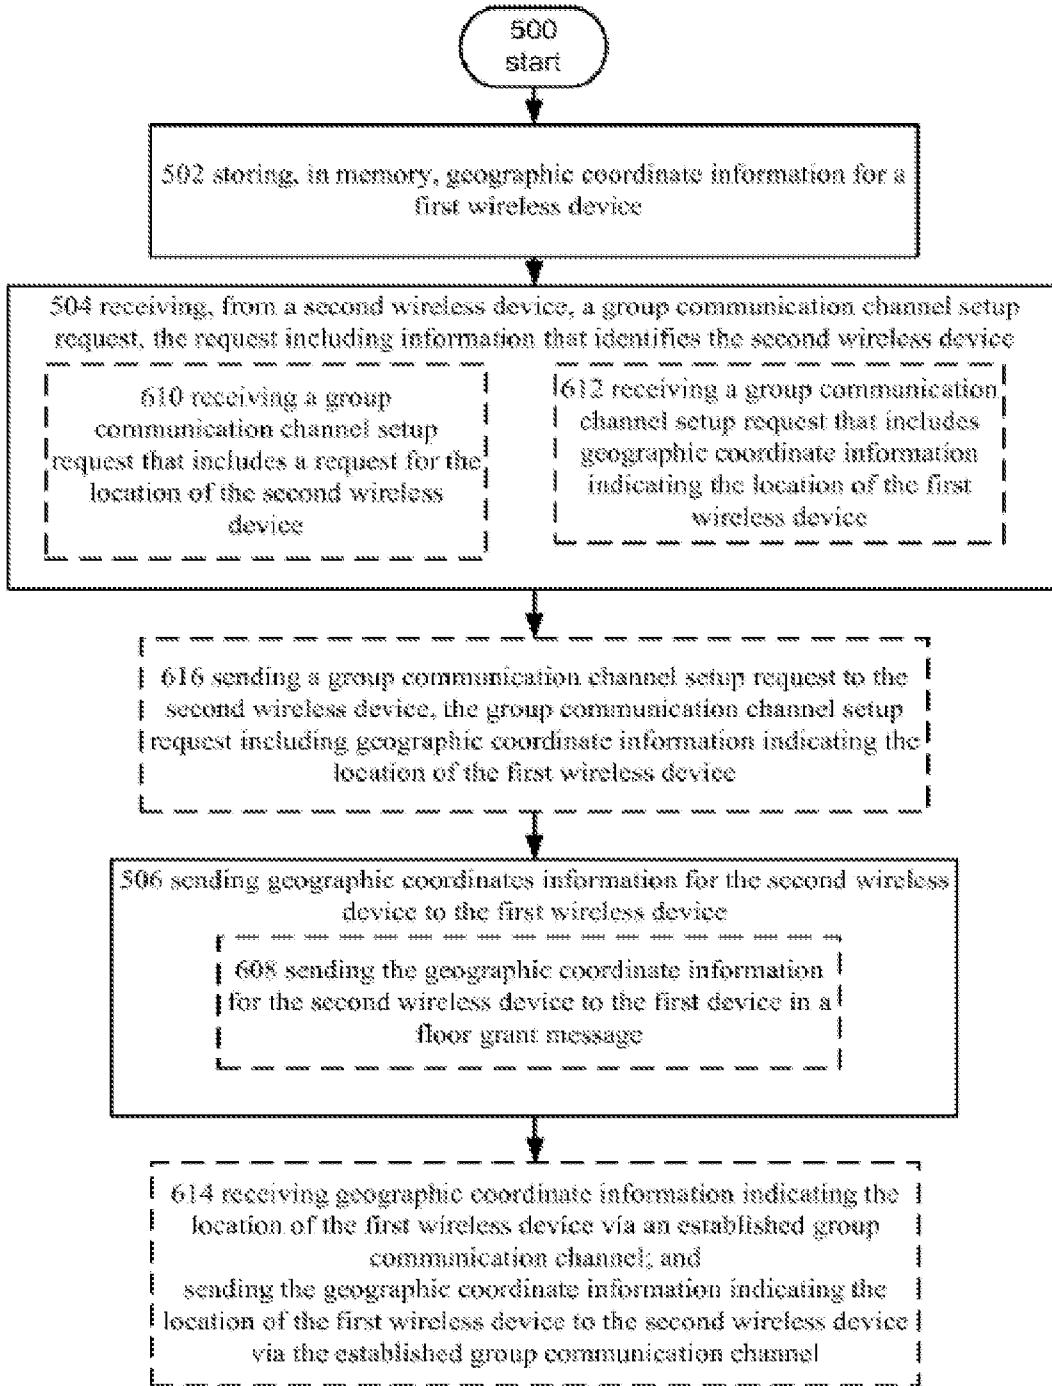 500
start
502 storing, in memory, geographic coordinate information for a
first wireless device
504 receiving, from a second wireless device, a group communication channel setup
request, the request including information that identifies the second wireless device
610 receiving a group
communication channel setup
request that includes a request for the
location of the second wireless
device
612 receiving a group communication
channel setup request that includes
geographic coordinate information
indicating the location of the first
wireless device
616 sending a group communication channel setup request to the
second wireless device, the group communication channel setup
request including geographic coordinate information indicating the
location of the first wireless device
506 sending geographic coordinates information for the second wireless
device to the first wireless device
608 sending the geographic coordinate information
for the second wireless device to the first device in a
floor grant message
614 receiving geographic coordinate information indicating the
location of the first wireless device via an established group
communication channel; and
sending the geographic coordinate information indicating the
location of the first wireless device to the second wireless device
via the established group communication channel